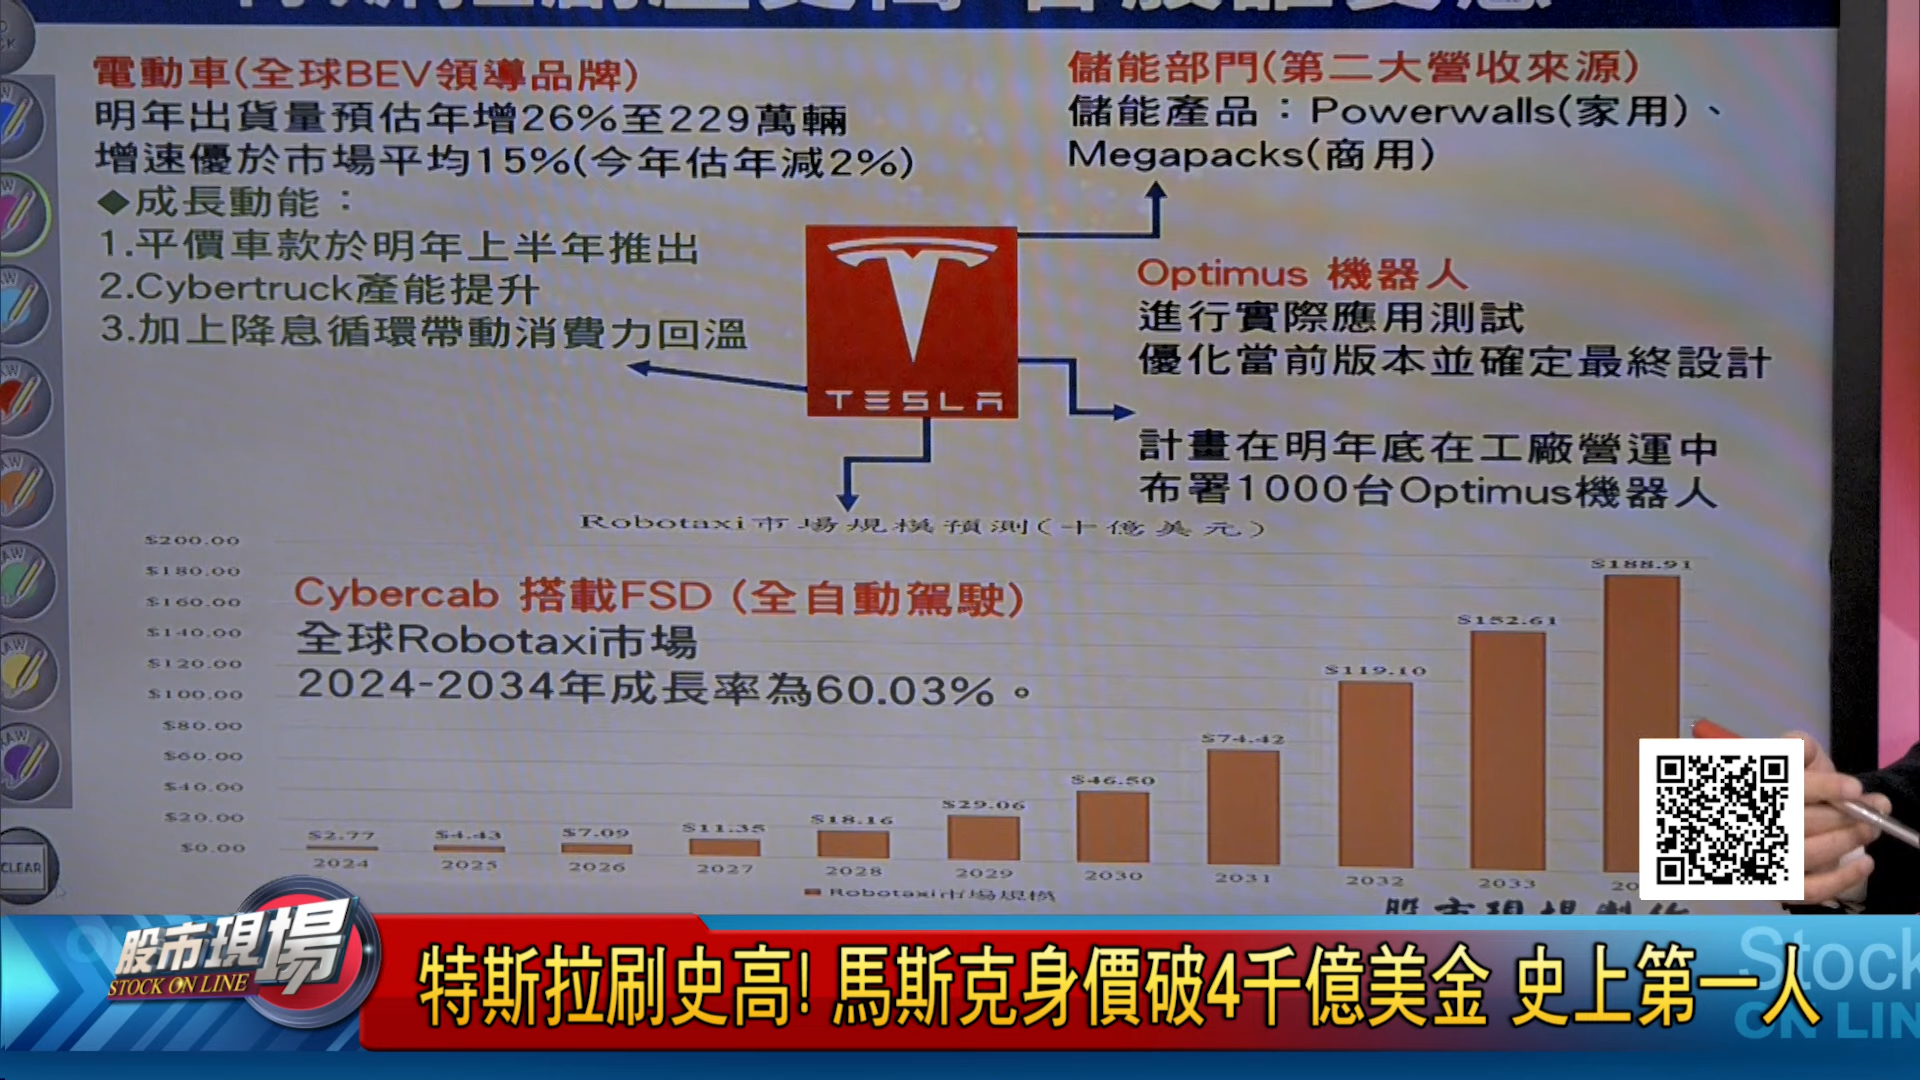 電動車(全球BEV領導品牌)
明年出貨量預估年增26%至229萬輛
增速優於市場平均15%(今年估年減2%)
◆成長動能：
1.平價車款於明年上半年推出
2.Cybertruck產能提升
3.加上降息循環帶動消費力回溫
儲能部門(第二大營收來源)
儲能產品：Powerwalls(家用)、
Megapacks(商用)
TESLA
Optimus 機器人
進行實際應用測試
優化當前版本並確定最終設計
計畫在明年底在工廠營運中
布署1000台Optimus機器人
Robotaxi市場規模預測(十億美元)
Cybercab 搭載FSD (全自動駕駛)
全球Robotaxi市場
2024-2034年成長率為60.03%。
$200.00
$180.00
$160.00
$140.00
$120.00
$100.00
$80.00
$60.00
$40.00
$20.00
$0.00
$2.77
$4.43
$7.09
$11.35
$18.16
$29.06
$46.50
$74.42
$119.10
$152.61
$188.91
2024
2025
2026
2027
2028
2029
2030
2031
2032
2033
Robotaxi市場規模
CLEAR
股市現場
STOCK ON LINE
特斯拉刷史高! 馬斯克身價破4千億美金 史上第一人
Stock
ON LIN